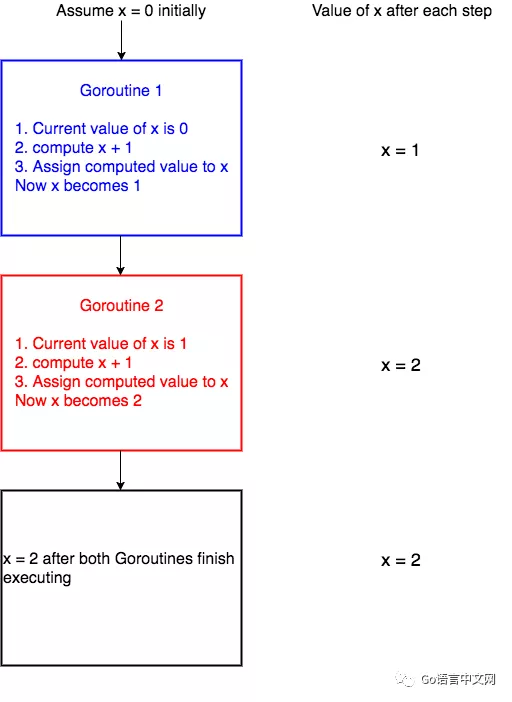 Assume x = 0 initially
Value of x after each step
Goroutine 1
1. Current value of x is 0
2. compute x + 1
3. Assign computed value to x
Now x becomes 1
x = 1
Goroutine 2
1. Current value of x is 1
2. compute x + 1
3. Assign computed value to x
Now x becomes 2
x = 2
x = 2 after both Goroutines finish
executing
x = 2
Go语言中文网